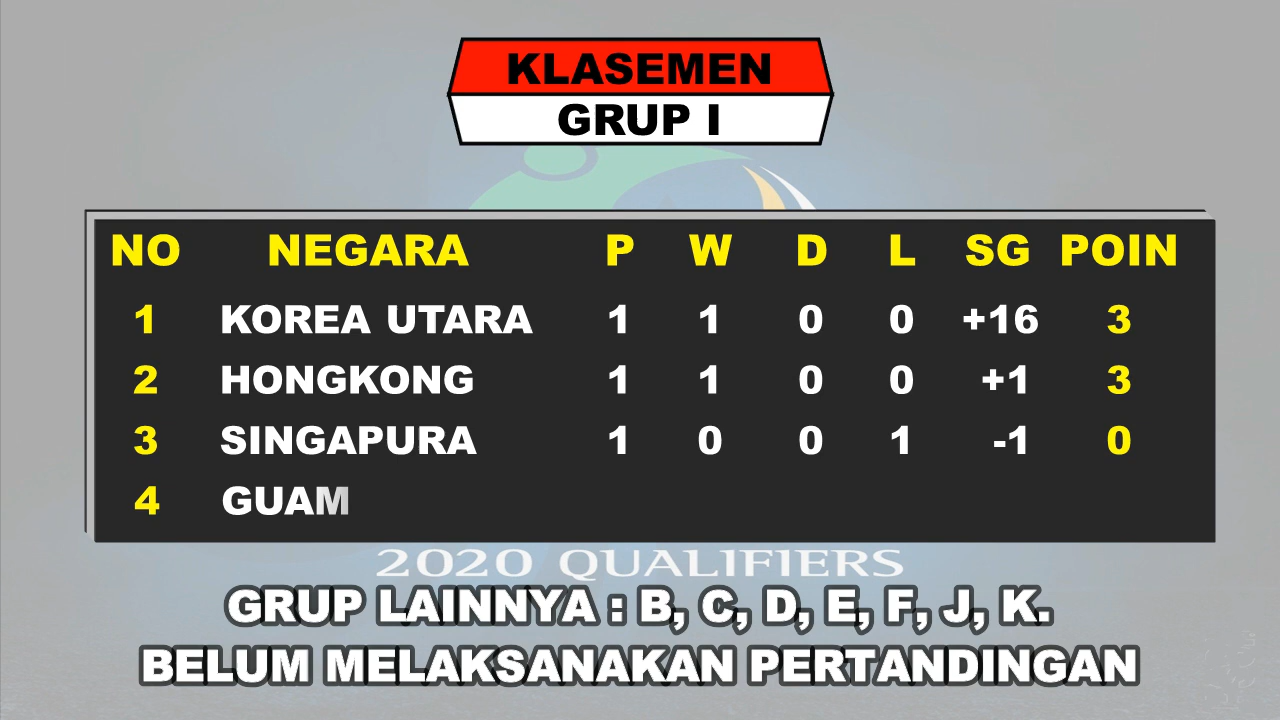 KLASEMEN
GRUP I
NO NEGARA P W D L SG POIN
1 KOREA UTARA 1 1 0 0 +16 3
2 HONGKONG 1 1 0 0 +1 3
3 SINGAPURA 1 0 0 1 -1 0
4 GUAM
2020 QUALIFIERS
GRUP LAINNYA : B, C, D, E, F, J, K.
BELUM MELAKSANAKAN PERTANDINGAN